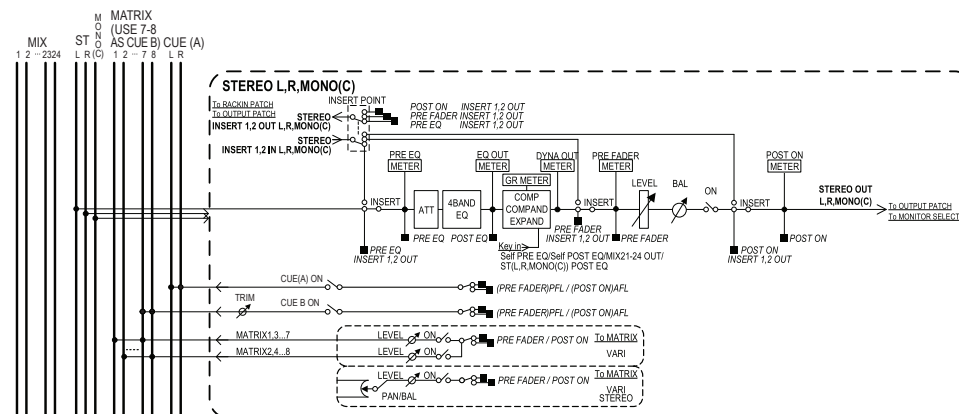 MIX
1 2 ··· 2324
ST
L R
MONO(C)
MATRIX
(USE 7-8
AS CUE B)
1 2 ··· 7 8
CUE (A)
L R
STEREO L,R,MONO(C)
To RACKIN PATCH
To OUTPUT PATCH
STEREO
INSERT 1,2 OUT L,R,MONO(C)
STEREO
INSERT 1,2 IN L,R,MONO(C)
INSERT POINT
POST ON INSERT 1,2 OUT
PRE FADER INSERT 1,2 OUT
PRE EQ INSERT 1,2 OUT
PRE EQ
METER
EQ OUT
METER
DYNA OUT
METER
PRE FADER
METER
POST ON
METER
GR METER
INSERT
ATT
4BAND
EQ
COMP
COMPAND
EXPAND
INSERT
LEVEL
BAL
ON
INSERT
STEREO OUT
L,R,MONO(C)
To OUTPUT PATCH
To MONITOR SELECT
PRE EQ
INSERT 1,2 OUT
PRE EQ
POST EQ
PRE FADER
INSERT 1,2 OUT
PRE FADER
POST ON
INSERT 1,2 OUT
POST ON
Key in
Self PRE EQ/Self POST EQ/MIX21-24 OUT/
ST(L,R,MONO(C)) POST EQ
CUE(A) ON
(PRE FADER)PFL / (POST ON)AFL
TRIM
CUE B ON
(PRE FADER)PFL / (POST ON)AFL
MATRIX1,3...7
LEVEL
ON
PRE FADER / POST ON
To MATRIX
VARI
MATRIX2,4...8
LEVEL
ON
LEVEL
ON
PRE FADER / POST ON
To MATRIX
VARI
STEREO
PAN/BAL